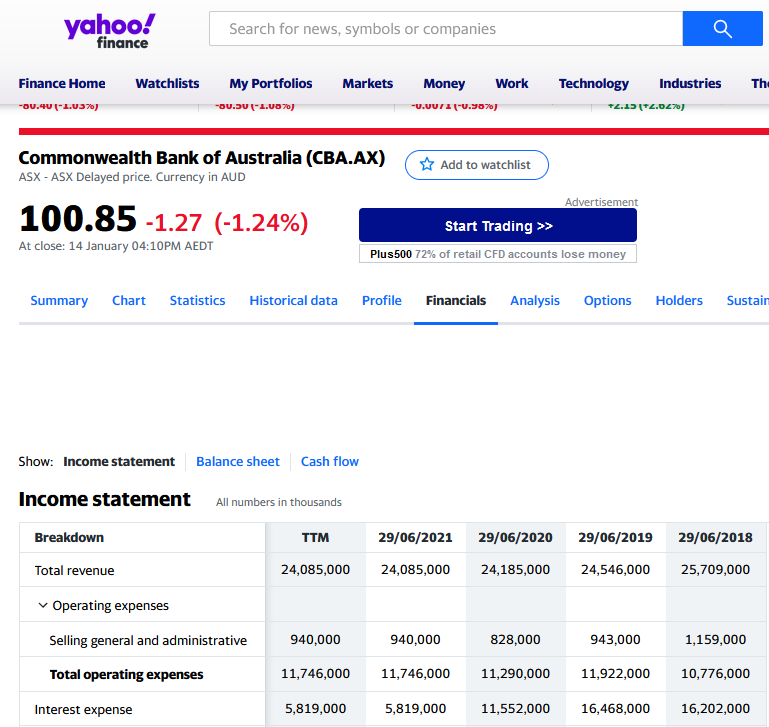 yahoo!
finance
Search for news, symbols or companies
Finance Home Watchlists My Portfolios Markets Money Work Technology Industries The
-80.40 (-1.03%) -80.50 (-1.08%) -0.0071 (-0.98%) +2.15 (+2.62%)
Commonwealth Bank of Australia (CBA.AX)
Add to watchlist
ASX - ASX Delayed price. Currency in AUD
Advertisement
100.85 -1.27 (-1.24%)
Start Trading >>
At close: 14 January 04:10PM AEDT
Plus500 72% of retail CFD accounts lose money
Summary Chart Statistics Historical data Profile Financials Analysis Options Holders Sustain
Show: Income statement Balance sheet Cash flow
Income statement All numbers in thousands
Breakdown TTM 29/06/2021 29/06/2020 29/06/2019 29/06/2018
Total revenue 24,085,000 24,085,000 24,185,000 24,546,000 25,709,000
Operating expenses
Selling general and administrative 940,000 940,000 828,000 943,000 1,159,000
Total operating expenses 11,746,000 11,746,000 11,290,000 11,922,000 10,776,000
Interest expense 5,819,000 5,819,000 11,552,000 16,468,000 16,202,000